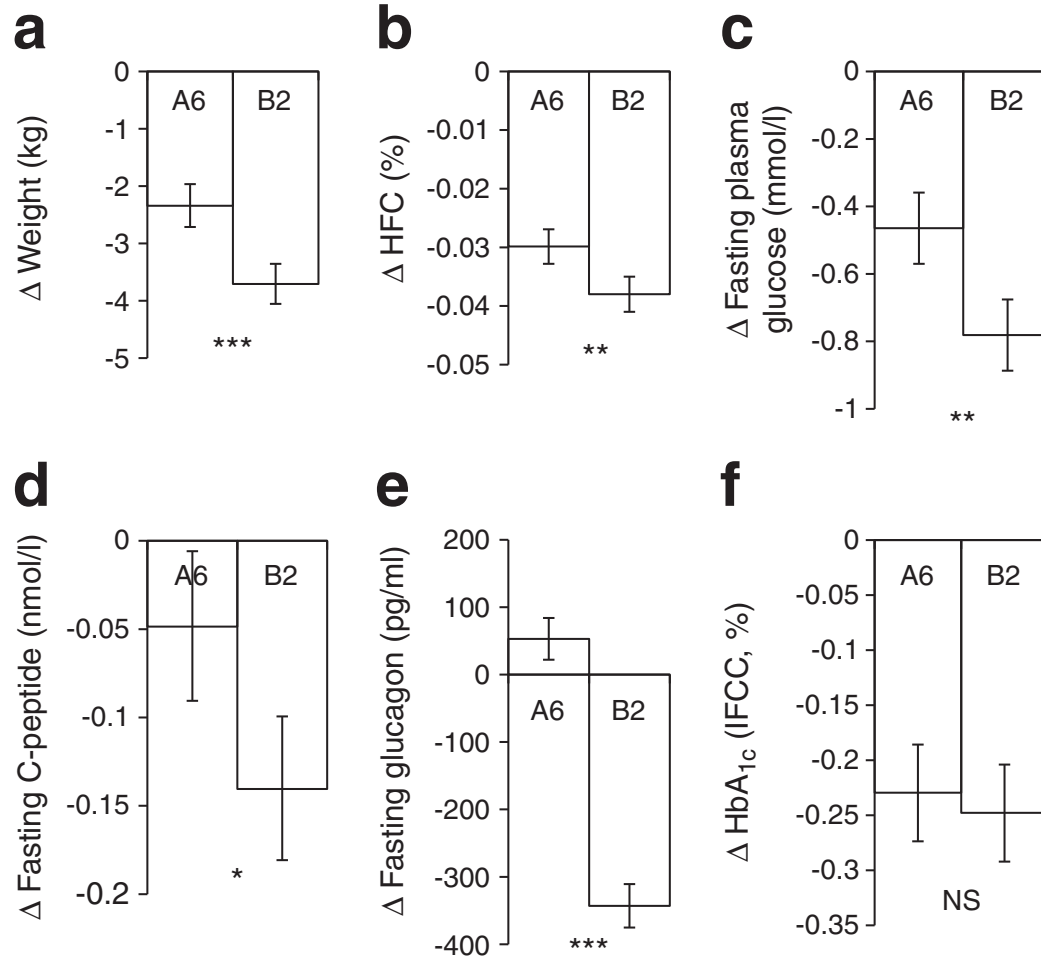 a
Δ Weight (kg)
0
-1
-2
-3
-4
-5
A6 B2
***
b
Δ HFC (%)
0
-0.01
-0.02
-0.03
-0.04
-0.05
A6 B2
**
c
Δ Fasting plasma
glucose (mmol/l)
0
-0.2
-0.4
-0.6
-0.8
-1
A6 B2
**
d
Δ Fasting C-peptide (nmol/l)
0
-0.05
-0.1
-0.15
-0.2
A6 B2
*
e
Δ Fasting glucagon (pg/ml)
200
100
0
-100
-200
-300
-400
A6 B2
***
f
Δ HbA1c (IFCC, %)
0
-0.05
-0.1
-0.15
-0.2
-0.25
-0.3
-0.35
A6 B2
NS